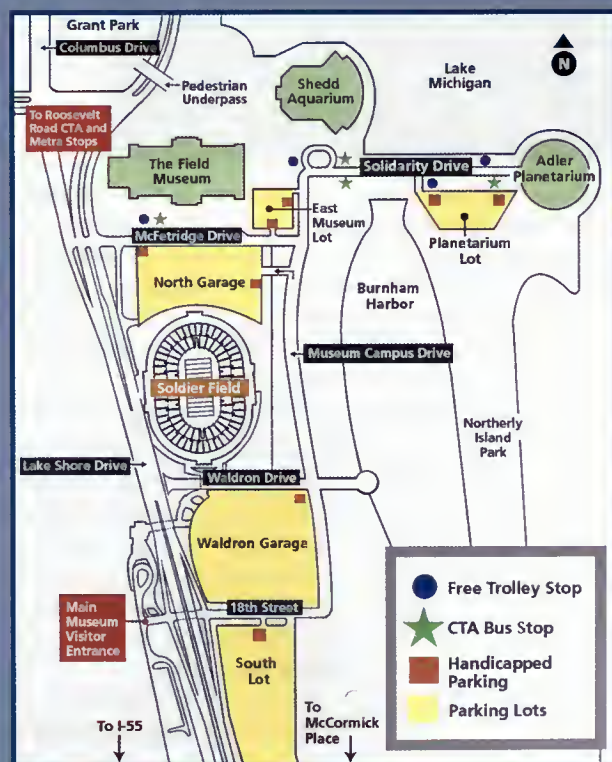 Grant Park
Columbus Drive
Pedestrian
Underpass
Shedd
Aquarium
Lake
Michigan
N
To Roosevelt
Road CTA and
Metra Stops
The Field
Museum
Solidarity Drive
Adler
Planetarium
East
Museum
Lot
McFetridge Drive
Planetarium
Lot
North Garage
Burnham
Harbor
Museum Campus Drive
Soldier Field
Northerly
Island
Park
Lake Shore Drive
Waldron Drive
Waldron Garage
Free Trolley Stop
CTA Bus Stop
Handicapped
Parking
Parking Lots
Main
Museum
Visitor
Entrance
18th Street
South
Lot
To I-55
To
McCormick
Place